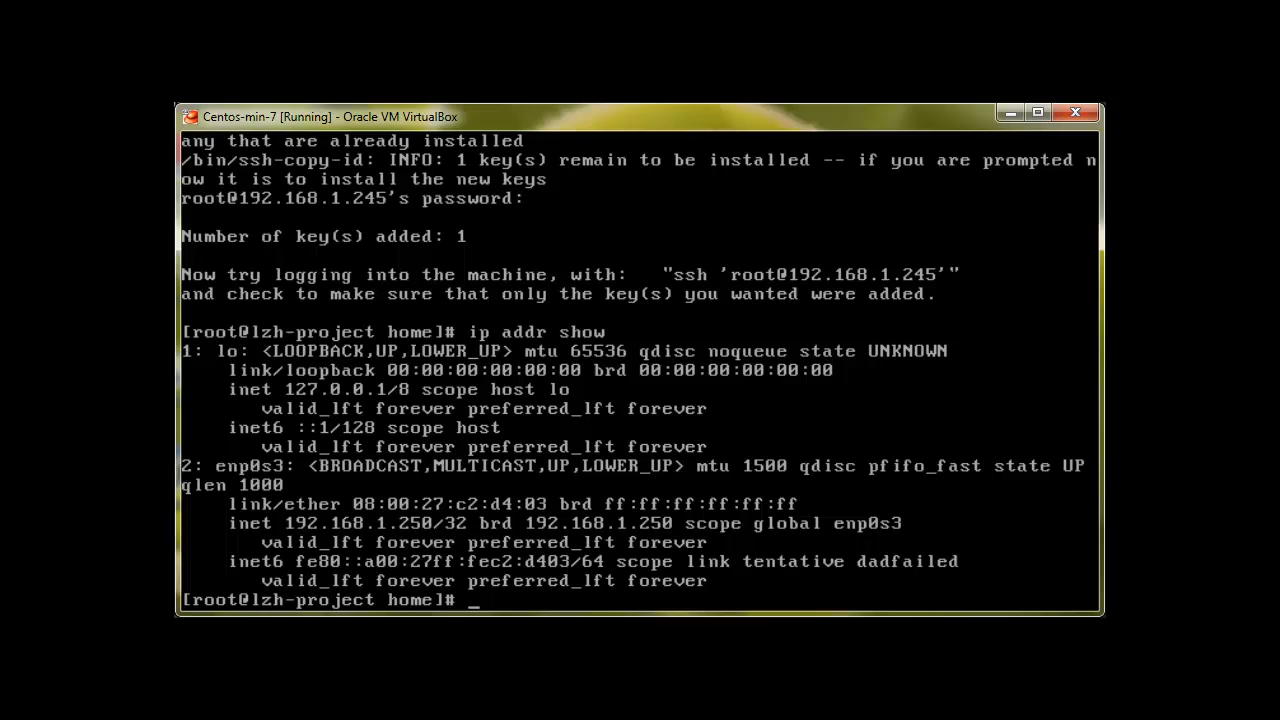 Centos-min-7 [Running] - Oracle VM VirtualBox
any that are already installed
/bin/ssh-copy-id: INFO: 1 key(s) remain to be installed -- if you are prompted n
ow it is to install the new keys
root@192.168.1.245's password:
Number of key(s) added: 1
Now try logging into the machine, with:   "ssh 'root@192.168.1.245'"
and check to make sure that only the key(s) you wanted were added.
[root@lzh-project home]# ip addr show
1: lo: <LOOPBACK,UP,LOWER_UP> mtu 65536 qdisc noqueue state UNKNOWN
link/loopback 00:00:00:00:00:00 brd 00:00:00:00:00:00
inet 127.0.0.1/8 scope host lo
valid_lft forever preferred_lft forever
inet6 ::1/128 scope host
valid_lft forever preferred_lft forever
2: enp0s3: <BROADCAST,MULTICAST,UP,LOWER_UP> mtu 1500 qdisc pfifo_fast state UP
qlen 1000
link/ether 08:00:27:c2:d4:03 brd ff:ff:ff:ff:ff:ff
inet 192.168.1.250/32 brd 192.168.1.250 scope global enp0s3
valid_lft forever preferred_lft forever
inet6 fe80::a00:27ff:fec2:d403/64 scope link tentative dadfailed
valid_lft forever preferred_lft forever
[root@lzh-project home]# _